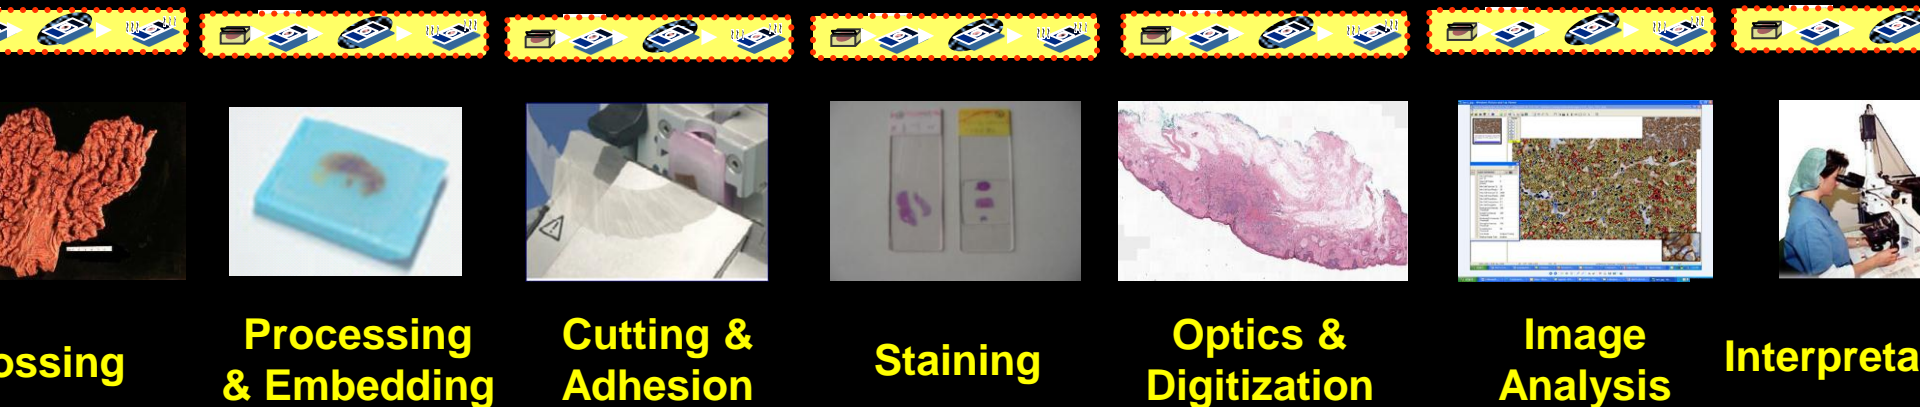 ossing
Processing
& Embedding
Cutting &
Adhesion
Staining
Optics &
Digitization
Image
Analysis
Interpreta